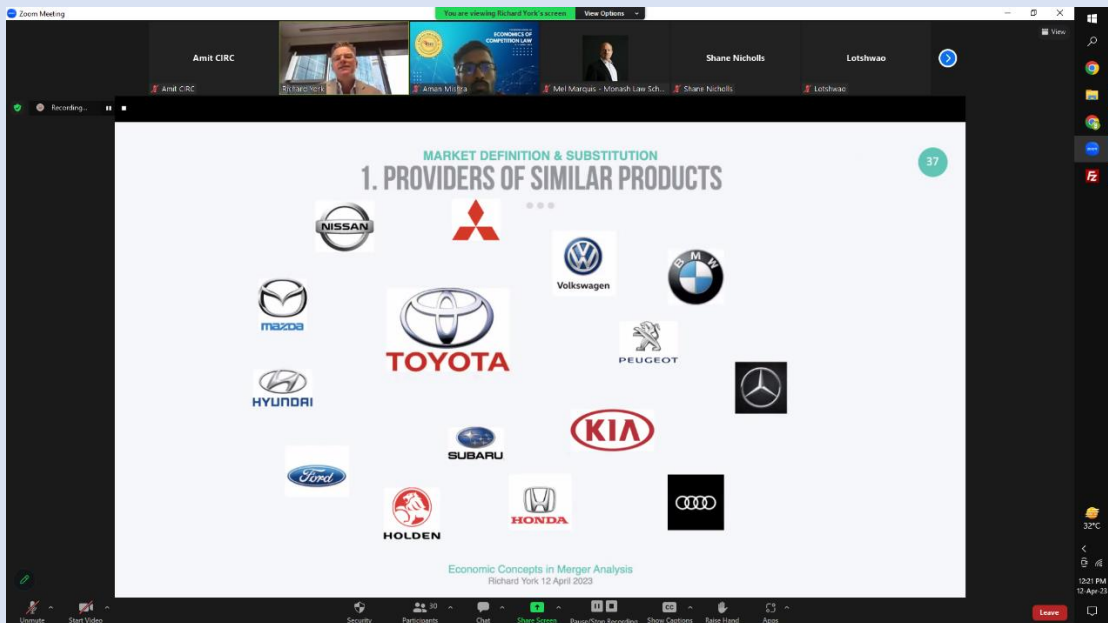 Zoom Meeting
You are viewing Richard York's screen
View Options
View
Amit CIRC
ECONOMICS OF
COMPETITION LAW
Shane Nicholls
Lotshwao
Amit CIRC
Richard York
Aman Mishra
Mel Marquis - Monash Law Sch...
Shane Nicholls
Lotshwao
Recording...
MARKET DEFINITION & SUBSTITUTION
37
1. PROVIDERS OF SIMILAR PRODUCTS
NISSAN
Volkswagen
BMW
mazda
TOYOTA
PEUGEOT
HYUNDAI
KIA
SUBARU
Ford
HOLDEN
HONDA
Economic Concepts in Merger Analysis
Richard York 12 April 2023
32°C
12:21 PM
12-Apr-23
Unmute
Start Video
Security
Participants
30
Chat
Share Screen
Pause/Stop Recording
Show Captions
Raise Hand
Apps
Leave